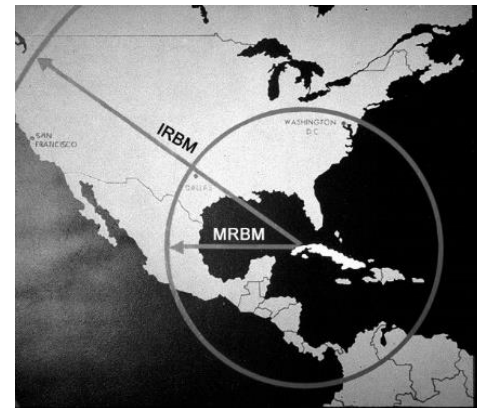 WASHINGTON
D.C.
SAN
FRANCISCO
IRBM
DALLAS
MRBM